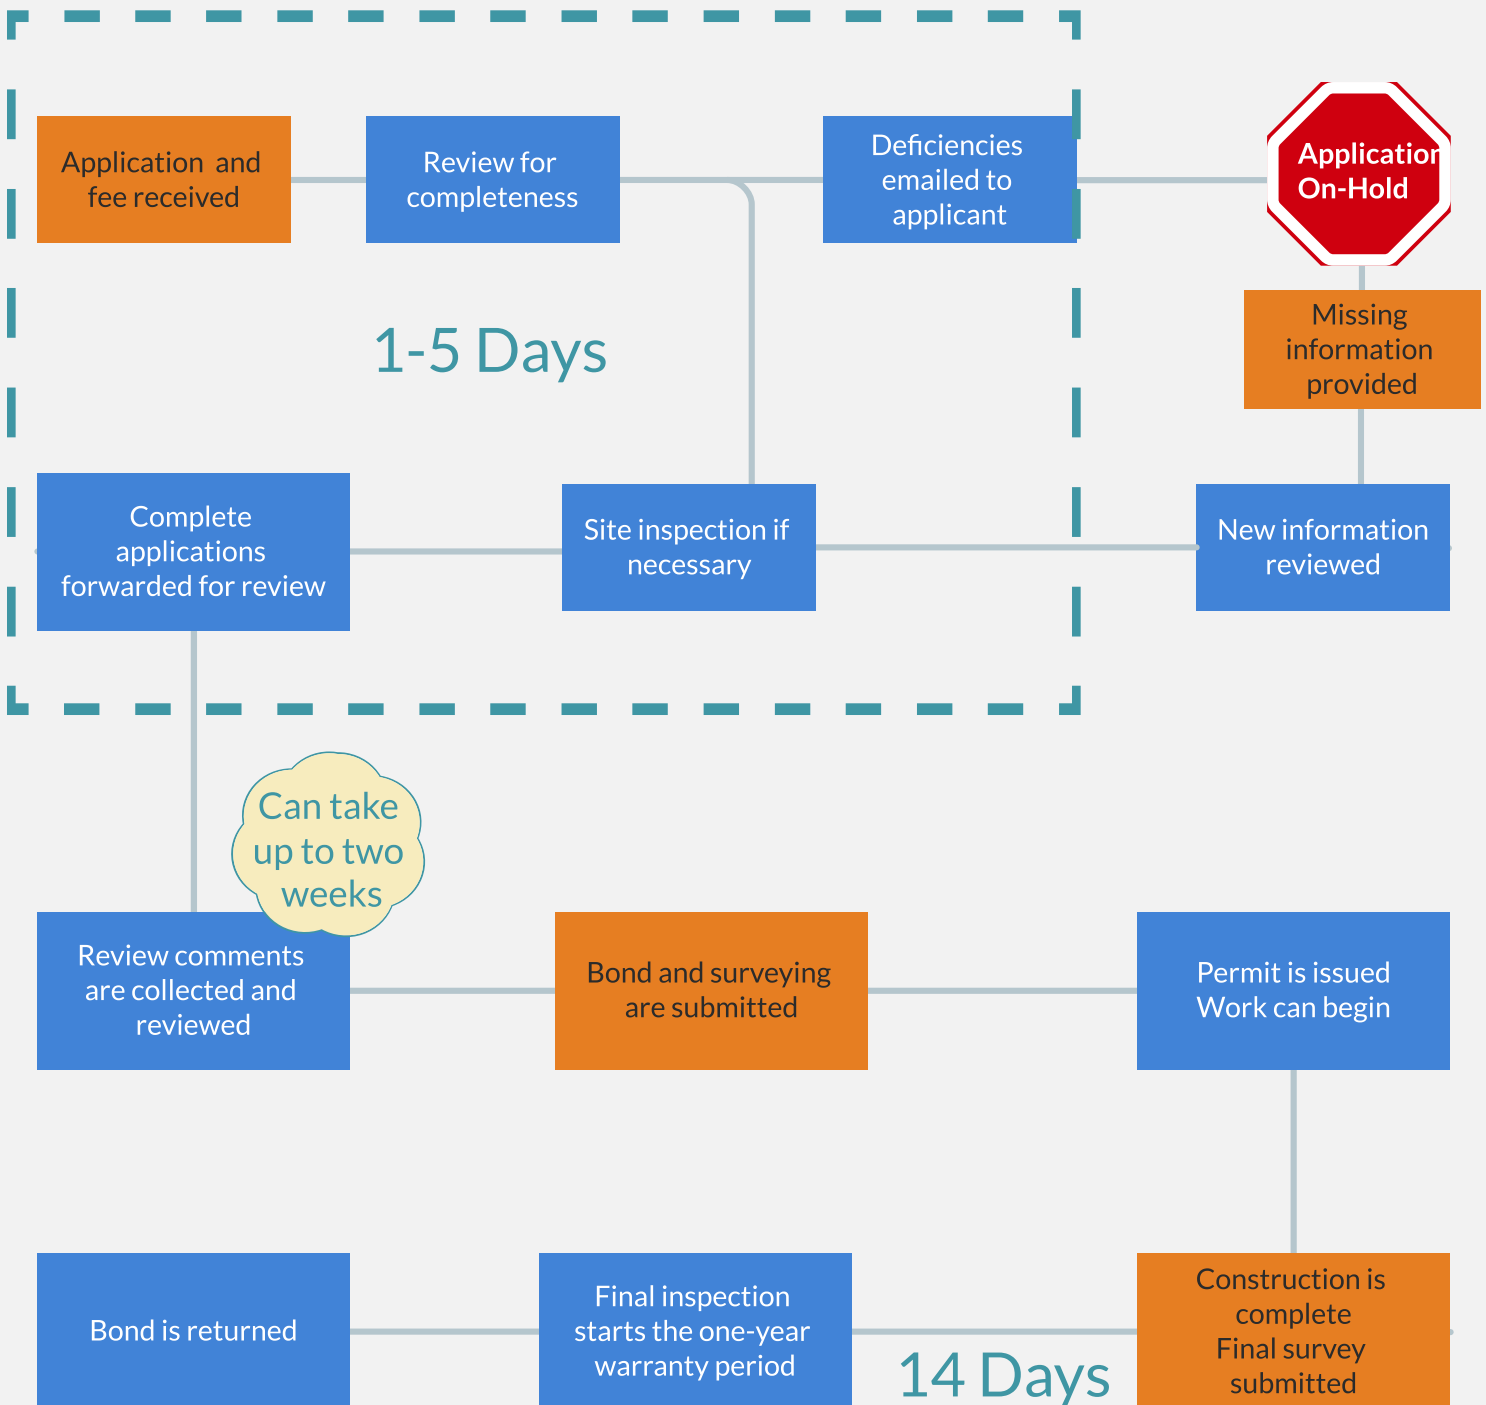 Application and
fee received
Review for
completeness
Deficiencies
emailed to
applicant
Application
On-Hold
Missing
information
provided
1-5 Days
Complete
applications
forwarded for review
Site inspection if
necessary
New information
reviewed
Can take
up to two
weeks
Review comments
are collected and
reviewed
Bond and surveying
are submitted
Permit is issued
Work can begin
Bond is returned
Final inspection
starts the one-year
warranty period
14 Days
Construction is
complete
Final survey
submitted